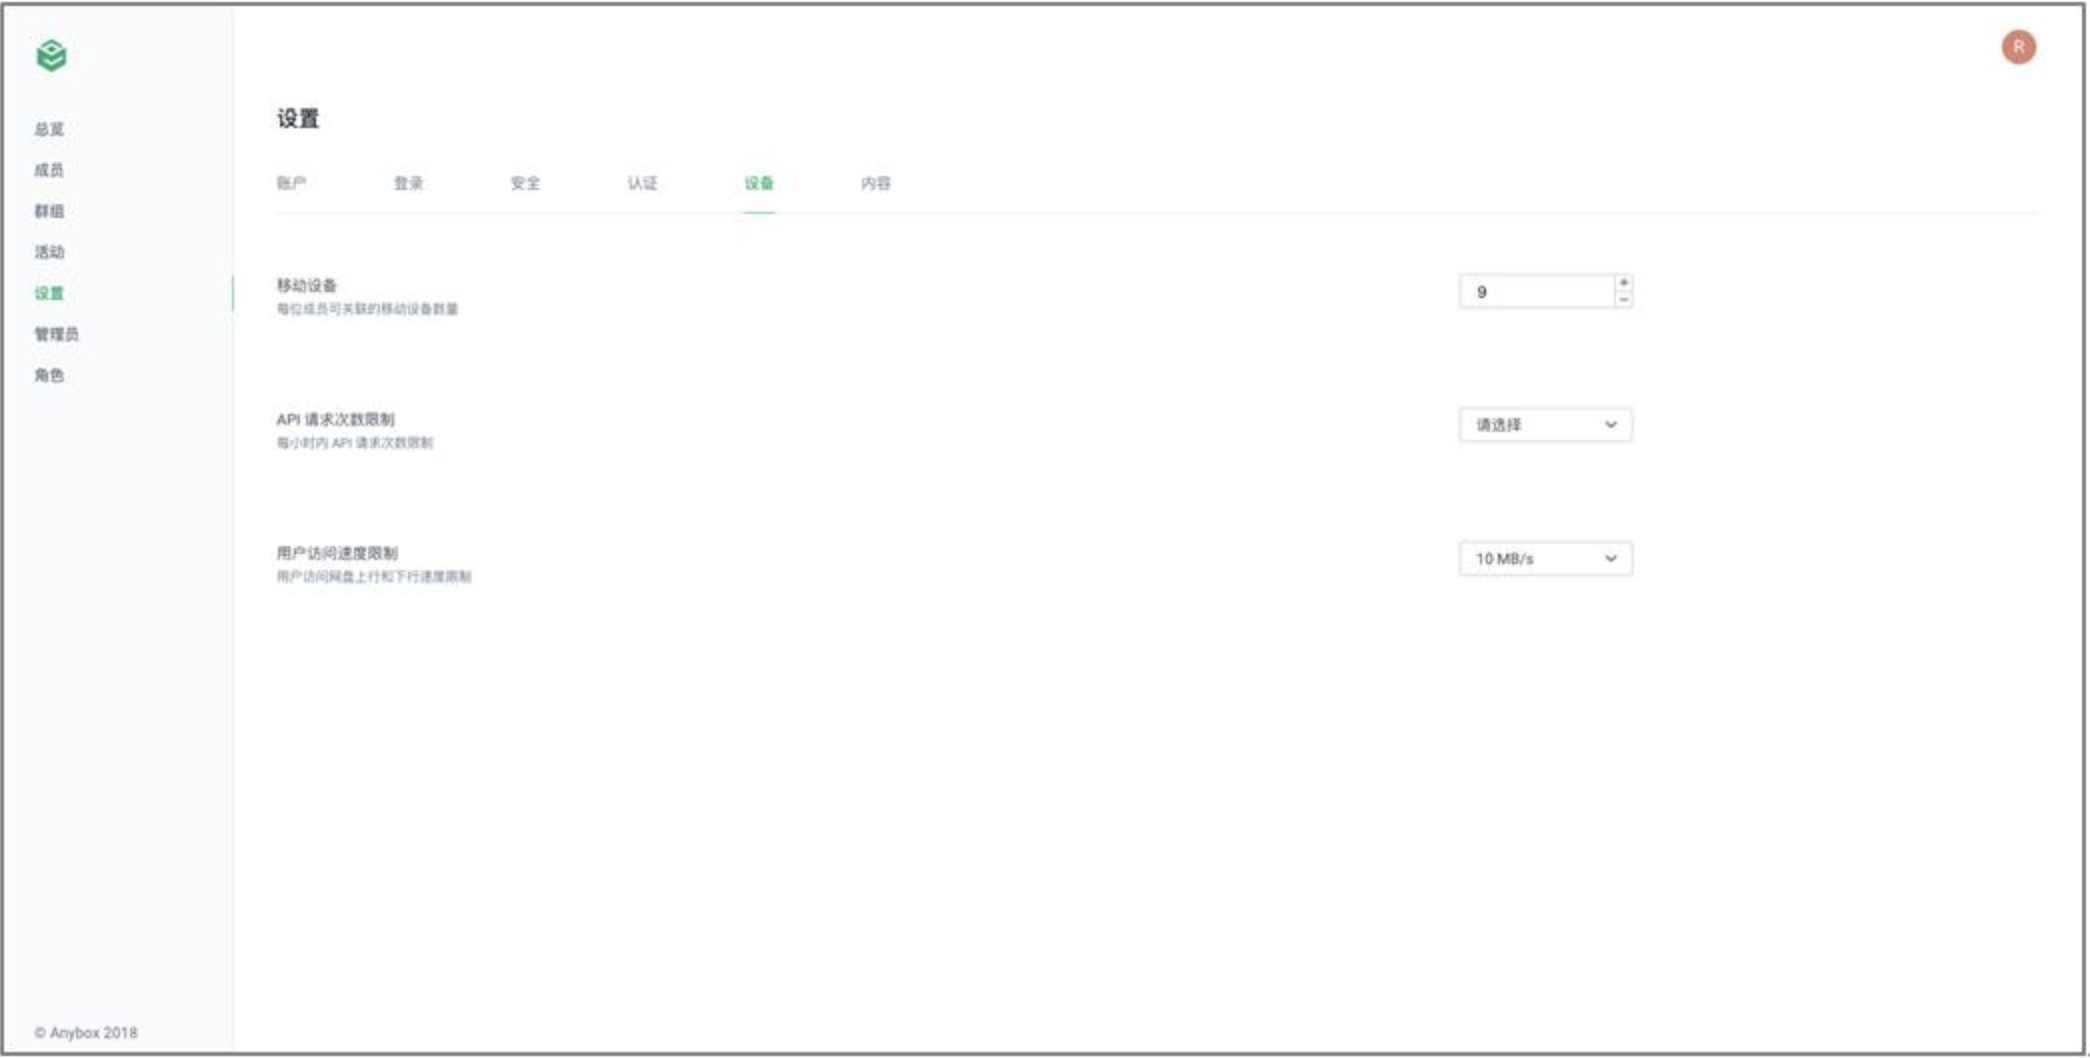 R
总览
成员
群组
活动
设置
管理员
角色
设置
账户 登录 安全 认证 设备 内容
移动设备
每位成员可关联的移动设备数量
9
API 请求次数限制
每小时内 API 请求次数限制
请选择
用户访问速度限制
用户访问网盘上行和下行速度限制
10 MB/s
© Anybox 2018